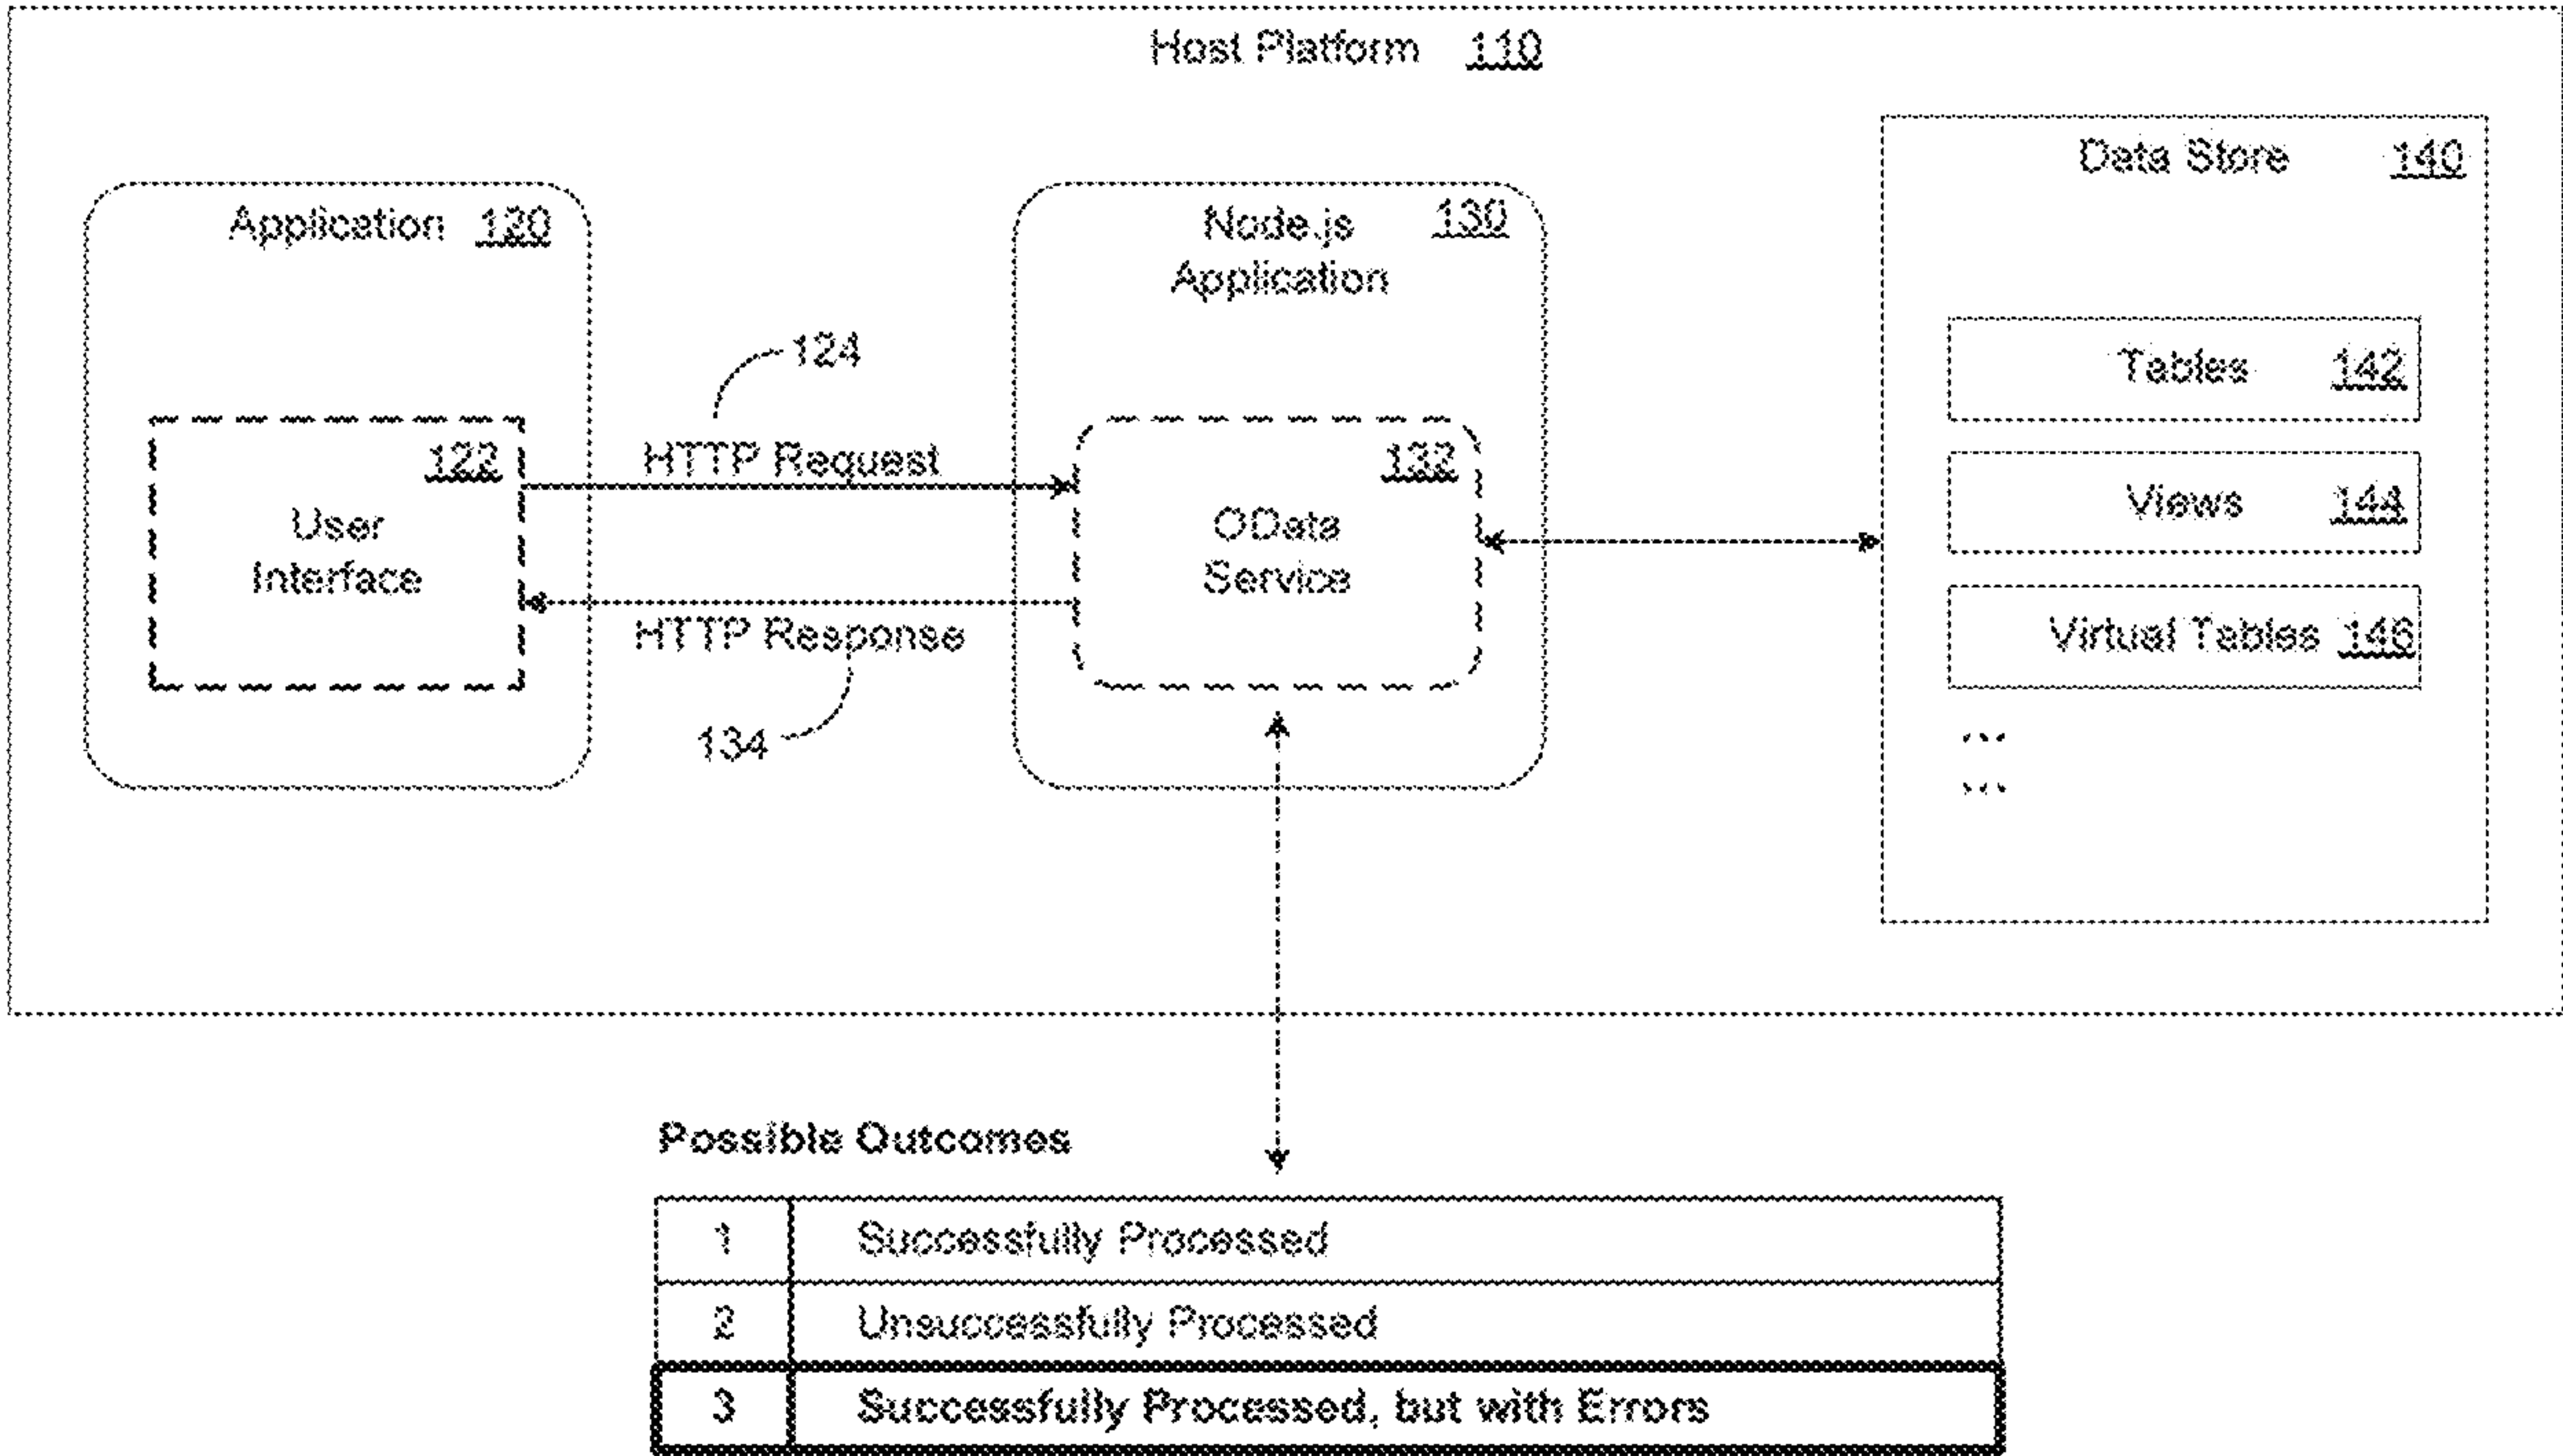 Host Platform 110
Application 120
122
User
Interface
124
HTTP Request
HTTP Response
134
Node.js 130
Application
132
OData
Service
Data Store 140
Tables 142
Views 144
Virtual Tables 146
...
...
Possible Outcomes
1 Successfully Processed
2 Unsuccessfully Processed
3 Successfully Processed, but with Errors